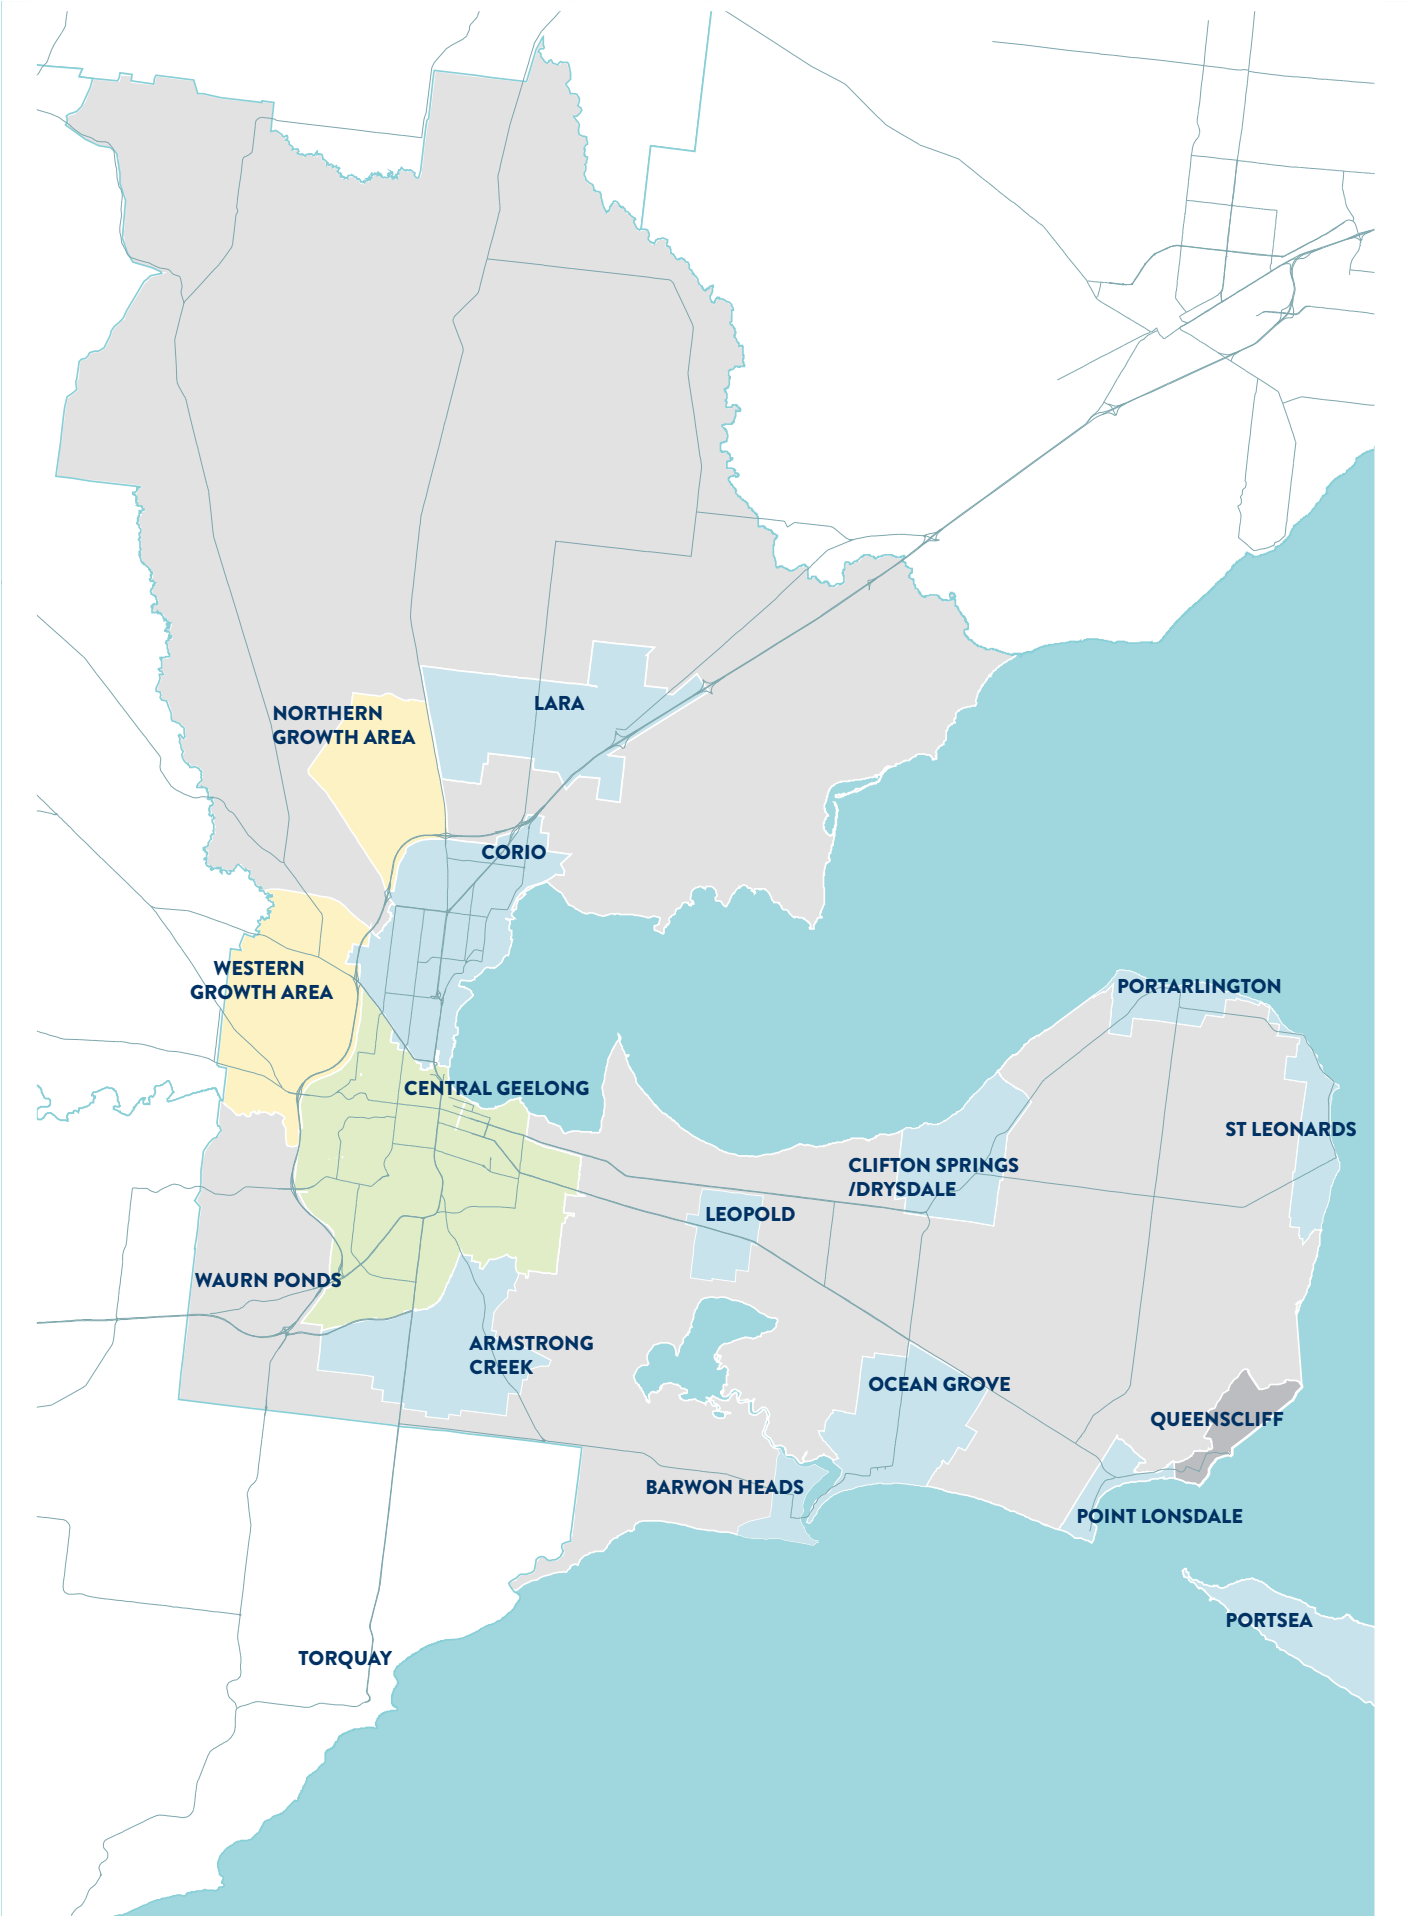 LARA
NORTHERN
GROWTH AREA
CORIO
WESTERN
GROWTH AREA
PORTARLINGTON
CENTRAL GEELONG
ST LEONARDS
CLIFTON SPRINGS
/DRYSDALE
LEOPOLD
WAURN PONDS
ARMSTRONG
CREEK
OCEAN GROVE
QUEENSCLIFF
BARWON HEADS
POINT LONSDALE
PORTSEA
TORQUAY